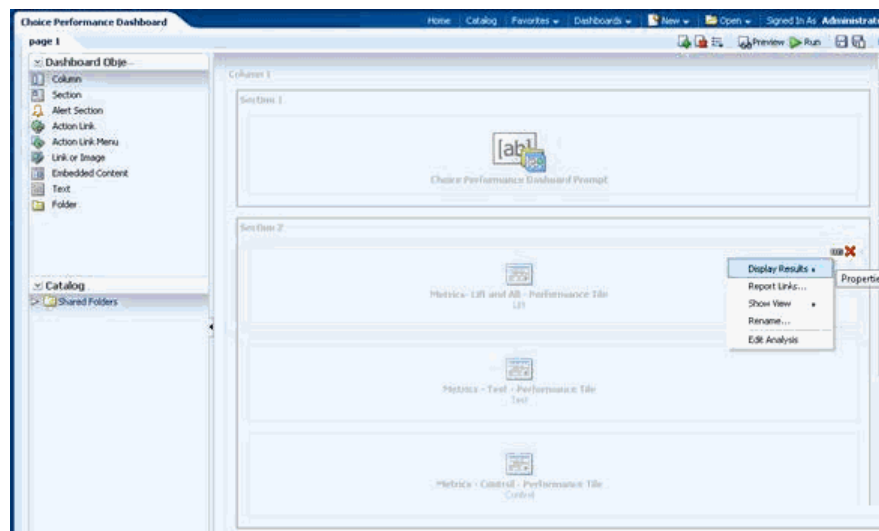 Choice Performance Dashboard
Home Catalog Favorites Dashboards New Open Signed In As Administrat
page 1
Preview Run
Dashboard Obje
Column
Section
Alert Section
Action Link
Action Link Menu
Link or Image
Embedded Content
Text
Folder
Catalog
Shared Folders
Column 1
Section 1
[ab]
Choice Performance Dashboard Prompt
Section 2
Metrics- Lift and AB - Performance Tile
Lift
Metrics - Test - Performance Tile
Test
Metrics - Control - Performance Tile
Control
Display Results
Report Links...
Show View
Rename...
Edit Analysis
Propertie